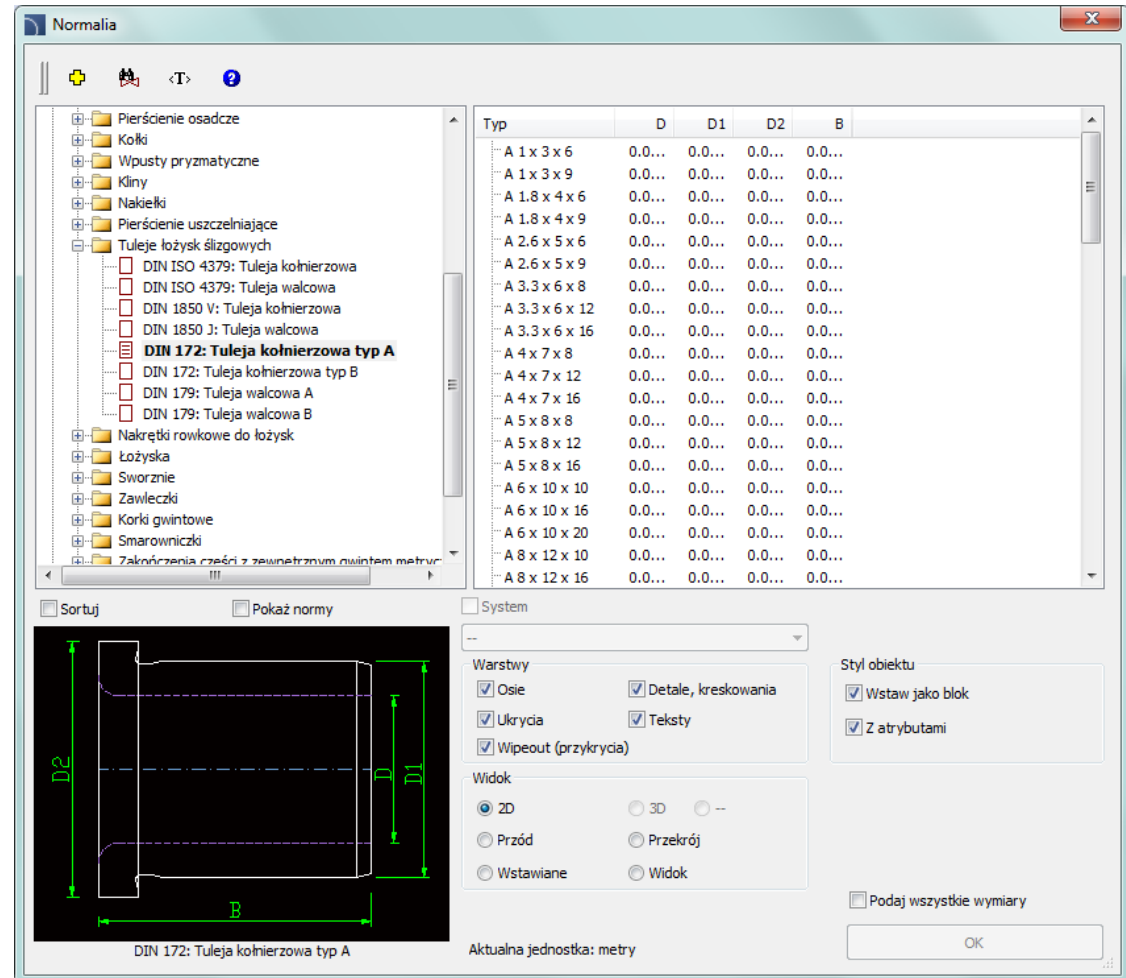 Normalia
<T>
Pierścienie osadcze
Kołki
Wpusty pryzmatyczne
Kliny
Nakiełki
Pierścienie uszczelniające
Tuleje łożysk ślizgowych
DIN ISO 4379: Tuleja kołnierzowa
DIN ISO 4379: Tuleja walcowa
DIN 1850 V: Tuleja kołnierzowa
DIN 1850 J: Tuleja walcowa
DIN 172: Tuleja kołnierzowa typ A
DIN 172: Tuleja kołnierzowa typ B
DIN 179: Tuleja walcowa A
DIN 179: Tuleja walcowa B
Nakrętki rowkowe do łożysk
Łożyska
Sworznie
Zawleczki
Korki gwintowe
Smarowniczki
Zakończenia części z zewnętrznym gwintem
Typ D D1 D2 B
A 1 x 3 x 6 0.0... 0.0... 0.0... 0.0...
A 1 x 3 x 9 0.0... 0.0... 0.0... 0.0...
A 1.8 x 4 x 6 0.0... 0.0... 0.0... 0.0...
A 1.8 x 4 x 9 0.0... 0.0... 0.0... 0.0...
A 2.6 x 5 x 6 0.0... 0.0... 0.0... 0.0...
A 2.6 x 5 x 9 0.0... 0.0... 0.0... 0.0...
A 3.3 x 6 x 8 0.0... 0.0... 0.0... 0.0...
A 3.3 x 6 x 12 0.0... 0.0... 0.0... 0.0...
A 3.3 x 6 x 16 0.0... 0.0... 0.0... 0.0...
A 4 x 7 x 8 0.0... 0.0... 0.0... 0.0...
A 4 x 7 x 12 0.0... 0.0... 0.0... 0.0...
A 4 x 7 x 16 0.0... 0.0... 0.0... 0.0...
A 5 x 8 x 8 0.0... 0.0... 0.0... 0.0...
A 5 x 8 x 12 0.0... 0.0... 0.0... 0.0...
A 5 x 8 x 16 0.0... 0.0... 0.0... 0.0...
A 6 x 10 x 10 0.0... 0.0... 0.0... 0.0...
A 6 x 10 x 16 0.0... 0.0... 0.0... 0.0...
A 6 x 10 x 20 0.0... 0.0... 0.0... 0.0...
A 8 x 12 x 10 0.0... 0.0... 0.0... 0.0...
A 8 x 12 x 16 0.0... 0.0... 0.0... 0.0...
Sortuj
Pokaż normy
D2
D
D1
B
DIN 172: Tuleja kołnierzowa typ A
System
--
Warstwy
Osie
Detale, kreskowania
Ukrycia
Teksty
Wipeout (przykrycia)
Styl obiektu
Wstaw jako blok
Z atrybutami
Widok
2D
3D
--
Przód
Przekrój
Wstawiane
Widok
Podaj wszystkie wymiary
Aktualna jednostka: metry
OK